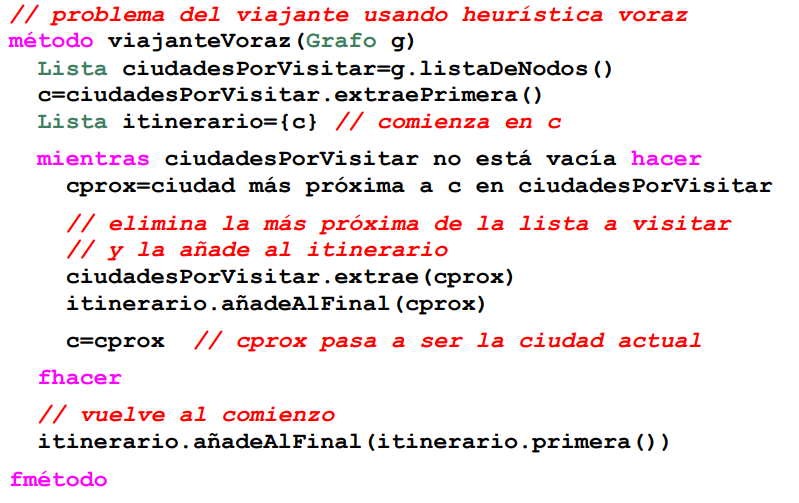 // problema del viajante usando heurística voraz
método viajanteVoraz(Grafo g)
Lista ciudadesPorVisitar=g.listaDeNodos()
c=ciudadesPorVisitar.extraePrimera()
Lista itinerario={c} // comienza en c
mientras ciudadesPorVisitar no está vacía hacer
cprox=ciudad más próxima a c en ciudadesPorVisitar
// elimina la más próxima de la lista a visitar
// y la añade al itinerario
ciudadesPorVisitar.extrae(cprox)
itinerario.añadeAlFinal(cprox)
c=cprox // cprox pasa a ser la ciudad actual
fhacer
// vuelve al comienzo
itinerario.añadeAlFinal(itinerario.primera())
fmétodo